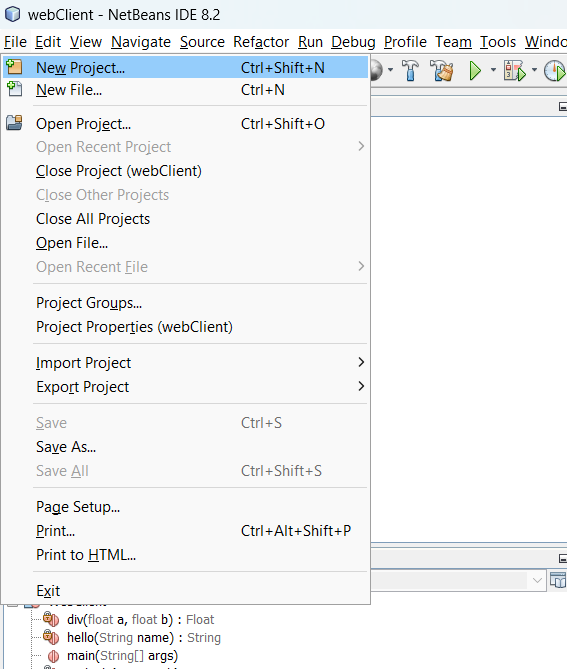 webClient - NetBeans IDE 8.2
File Edit View Navigate Source Refactor Run Debug Profile Team Tools Windo
New Project... Ctrl+Shift+N
New File... Ctrl+N
Open Project... Ctrl+Shift+O
Open Recent Project
Close Project (webClient)
Close Other Projects
Close All Projects
Open File...
Open Recent File
Project Groups...
Project Properties (webClient)
Import Project
Export Project
Save Ctrl+S
Save As...
Save All Ctrl+Shift+S
Page Setup...
Print... Ctrl+Alt+Shift+P
Print to HTML...
Exit
div(float a, float b) : Float
hello(String name) : String
main(String[] args)